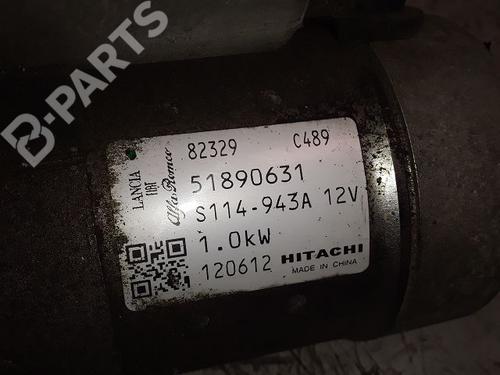 B-PARTS
82329 C489
LANCIA
FIAT
Alfa Romeo
51890631
S114-943A 12V
1.0kW
120612 HITACHI
MADE IN CHINA